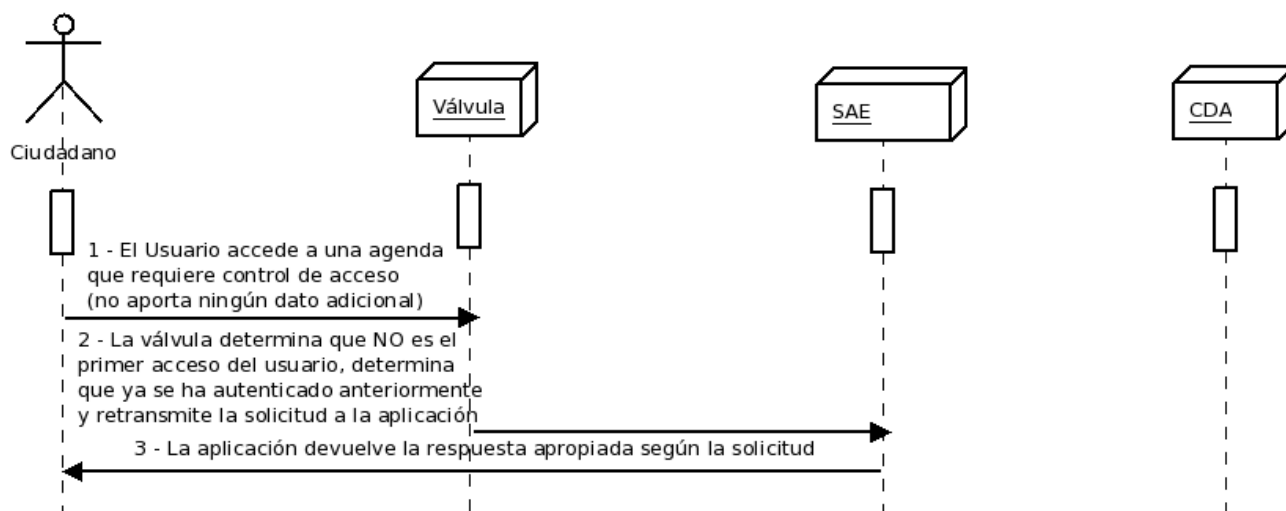 Válvula
SAE
CDA
Ciudadano
1 - El Usuario accede a una agenda
que requiere control de acceso
(no aporta ningún dato adicional)
2 - La válvula determina que NO es el
primer acceso del usuario, determina
que ya se ha autenticado anteriormente
y retransmite la solicitud a la aplicación
3 - La aplicación devuelve la respuesta apropiada según la solicitud